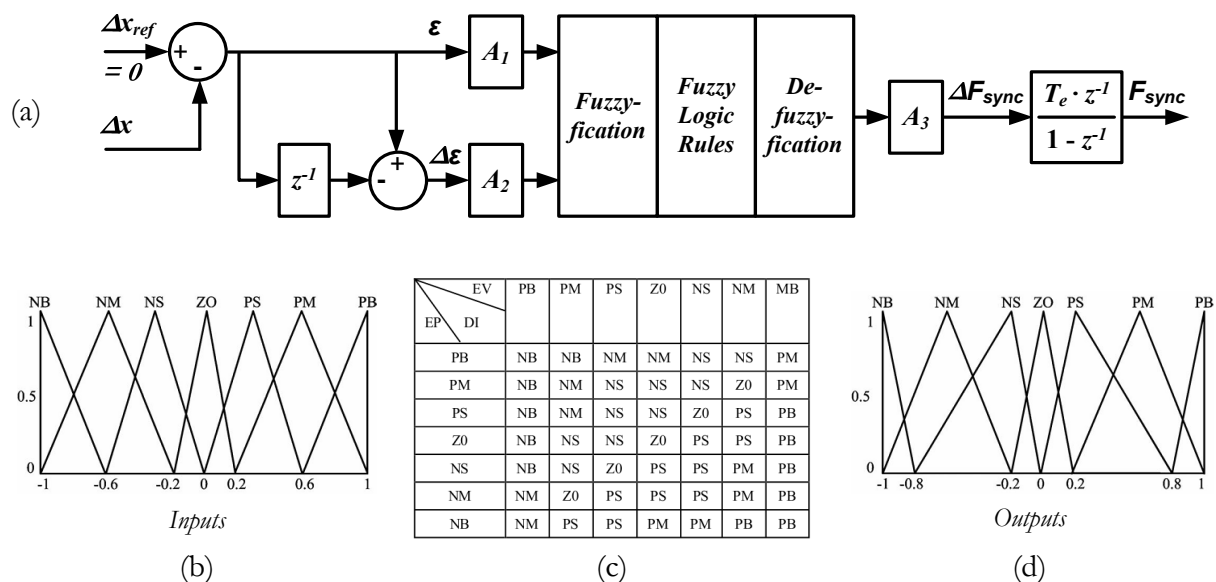 Δx_ref
= 0
+
-
Δx
(a)
ε
A₁
z⁻¹
+
-
Δε
A₂
Fuzzy-
fication
Fuzzy
Logic
Rules
De-
fuzzy-
fication
A₃
ΔF_sync
T_e · z⁻¹
1 - z⁻¹
F_sync
NB NM NS ZO PS PM PB
1
0.5
0
-1 -0.6 -0.2 0 0.2 0.6 1
Inputs
(b)
EV
EP DI
PB PM PS Z0 NS NM MB
PB NB NB NM NM NS NS PM
PM NB NM NS NS NS Z0 PM
PS NB NM NS NS Z0 PS PB
Z0 NB NS NS Z0 PS PS PB
NS NB NS Z0 PS PS PM PB
NM NM Z0 PS PS PS PM PB
NB NM PS PS PM PM PB PB
(c)
NB NM NS ZO PS PM PB
1
0.5
0
-1 -0.8 -0.2 0 0.2 0.8 1
Outputs
(d)